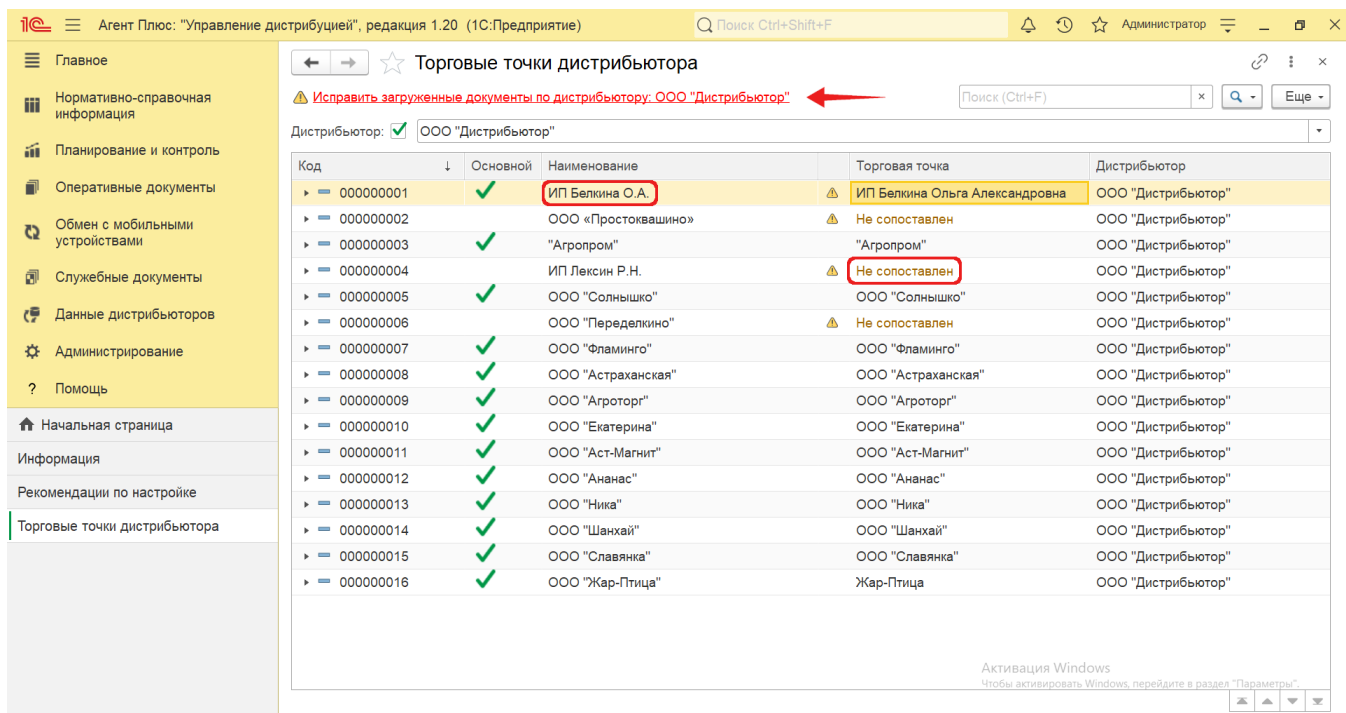 1С Агент Плюс: "Управление дистрибуцией", редакция 1.20 (1С:Предприятие) Поиск Ctrl+Shift+F Администратор
Главное
Нормативно-справочная
информация
Планирование и контроль
Оперативные документы
Обмен с мобильными
устройствами
Служебные документы
Данные дистрибьюторов
Администрирование
? Помощь
Начальная страница
Информация
Рекомендации по настройке
Торговые точки дистрибьютора
Торговые точки дистрибьютора
Исправить загруженные документы по дистрибьютору: ООО "Дистрибьютор" Поиск (Ctrl+F) × Еще
Дистрибьютор: ООО "Дистрибьютор"
Код ↓ Основной Наименование Торговая точка Дистрибьютор
000000001 ИП Белкина О.А. ИП Белкина Ольга Александровна ООО "Дистрибьютор"
000000002 ООО «Простоквашино» Не сопоставлен ООО "Дистрибьютор"
000000003 "Агропром" "Агропром" ООО "Дистрибьютор"
000000004 ИП Лексин Р.Н. Не сопоставлен ООО "Дистрибьютор"
000000005 ООО "Солнышко" ООО "Солнышко" ООО "Дистрибьютор"
000000006 ООО "Переделкино" Не сопоставлен ООО "Дистрибьютор"
000000007 ООО "Фламинго" ООО "Фламинго" ООО "Дистрибьютор"
000000008 ООО "Астраханская" ООО "Астраханская" ООО "Дистрибьютор"
000000009 ООО "Агроторг" ООО "Агроторг" ООО "Дистрибьютор"
000000010 ООО "Екатерина" ООО "Екатерина" ООО "Дистрибьютор"
000000011 ООО "Аст-Магнит" ООО "Аст-Магнит" ООО "Дистрибьютор"
000000012 ООО "Ананас" ООО "Ананас" ООО "Дистрибьютор"
000000013 ООО "Ника" ООО "Ника" ООО "Дистрибьютор"
000000014 ООО "Шанхай" ООО "Шанхай" ООО "Дистрибьютор"
000000015 ООО "Славянка" ООО "Славянка" ООО "Дистрибьютор"
000000016 ООО "Жар-Птица" Жар-Птица ООО "Дистрибьютор"
Активация Windows
Чтобы активировать Windows, перейдите в раздел "Параметры".